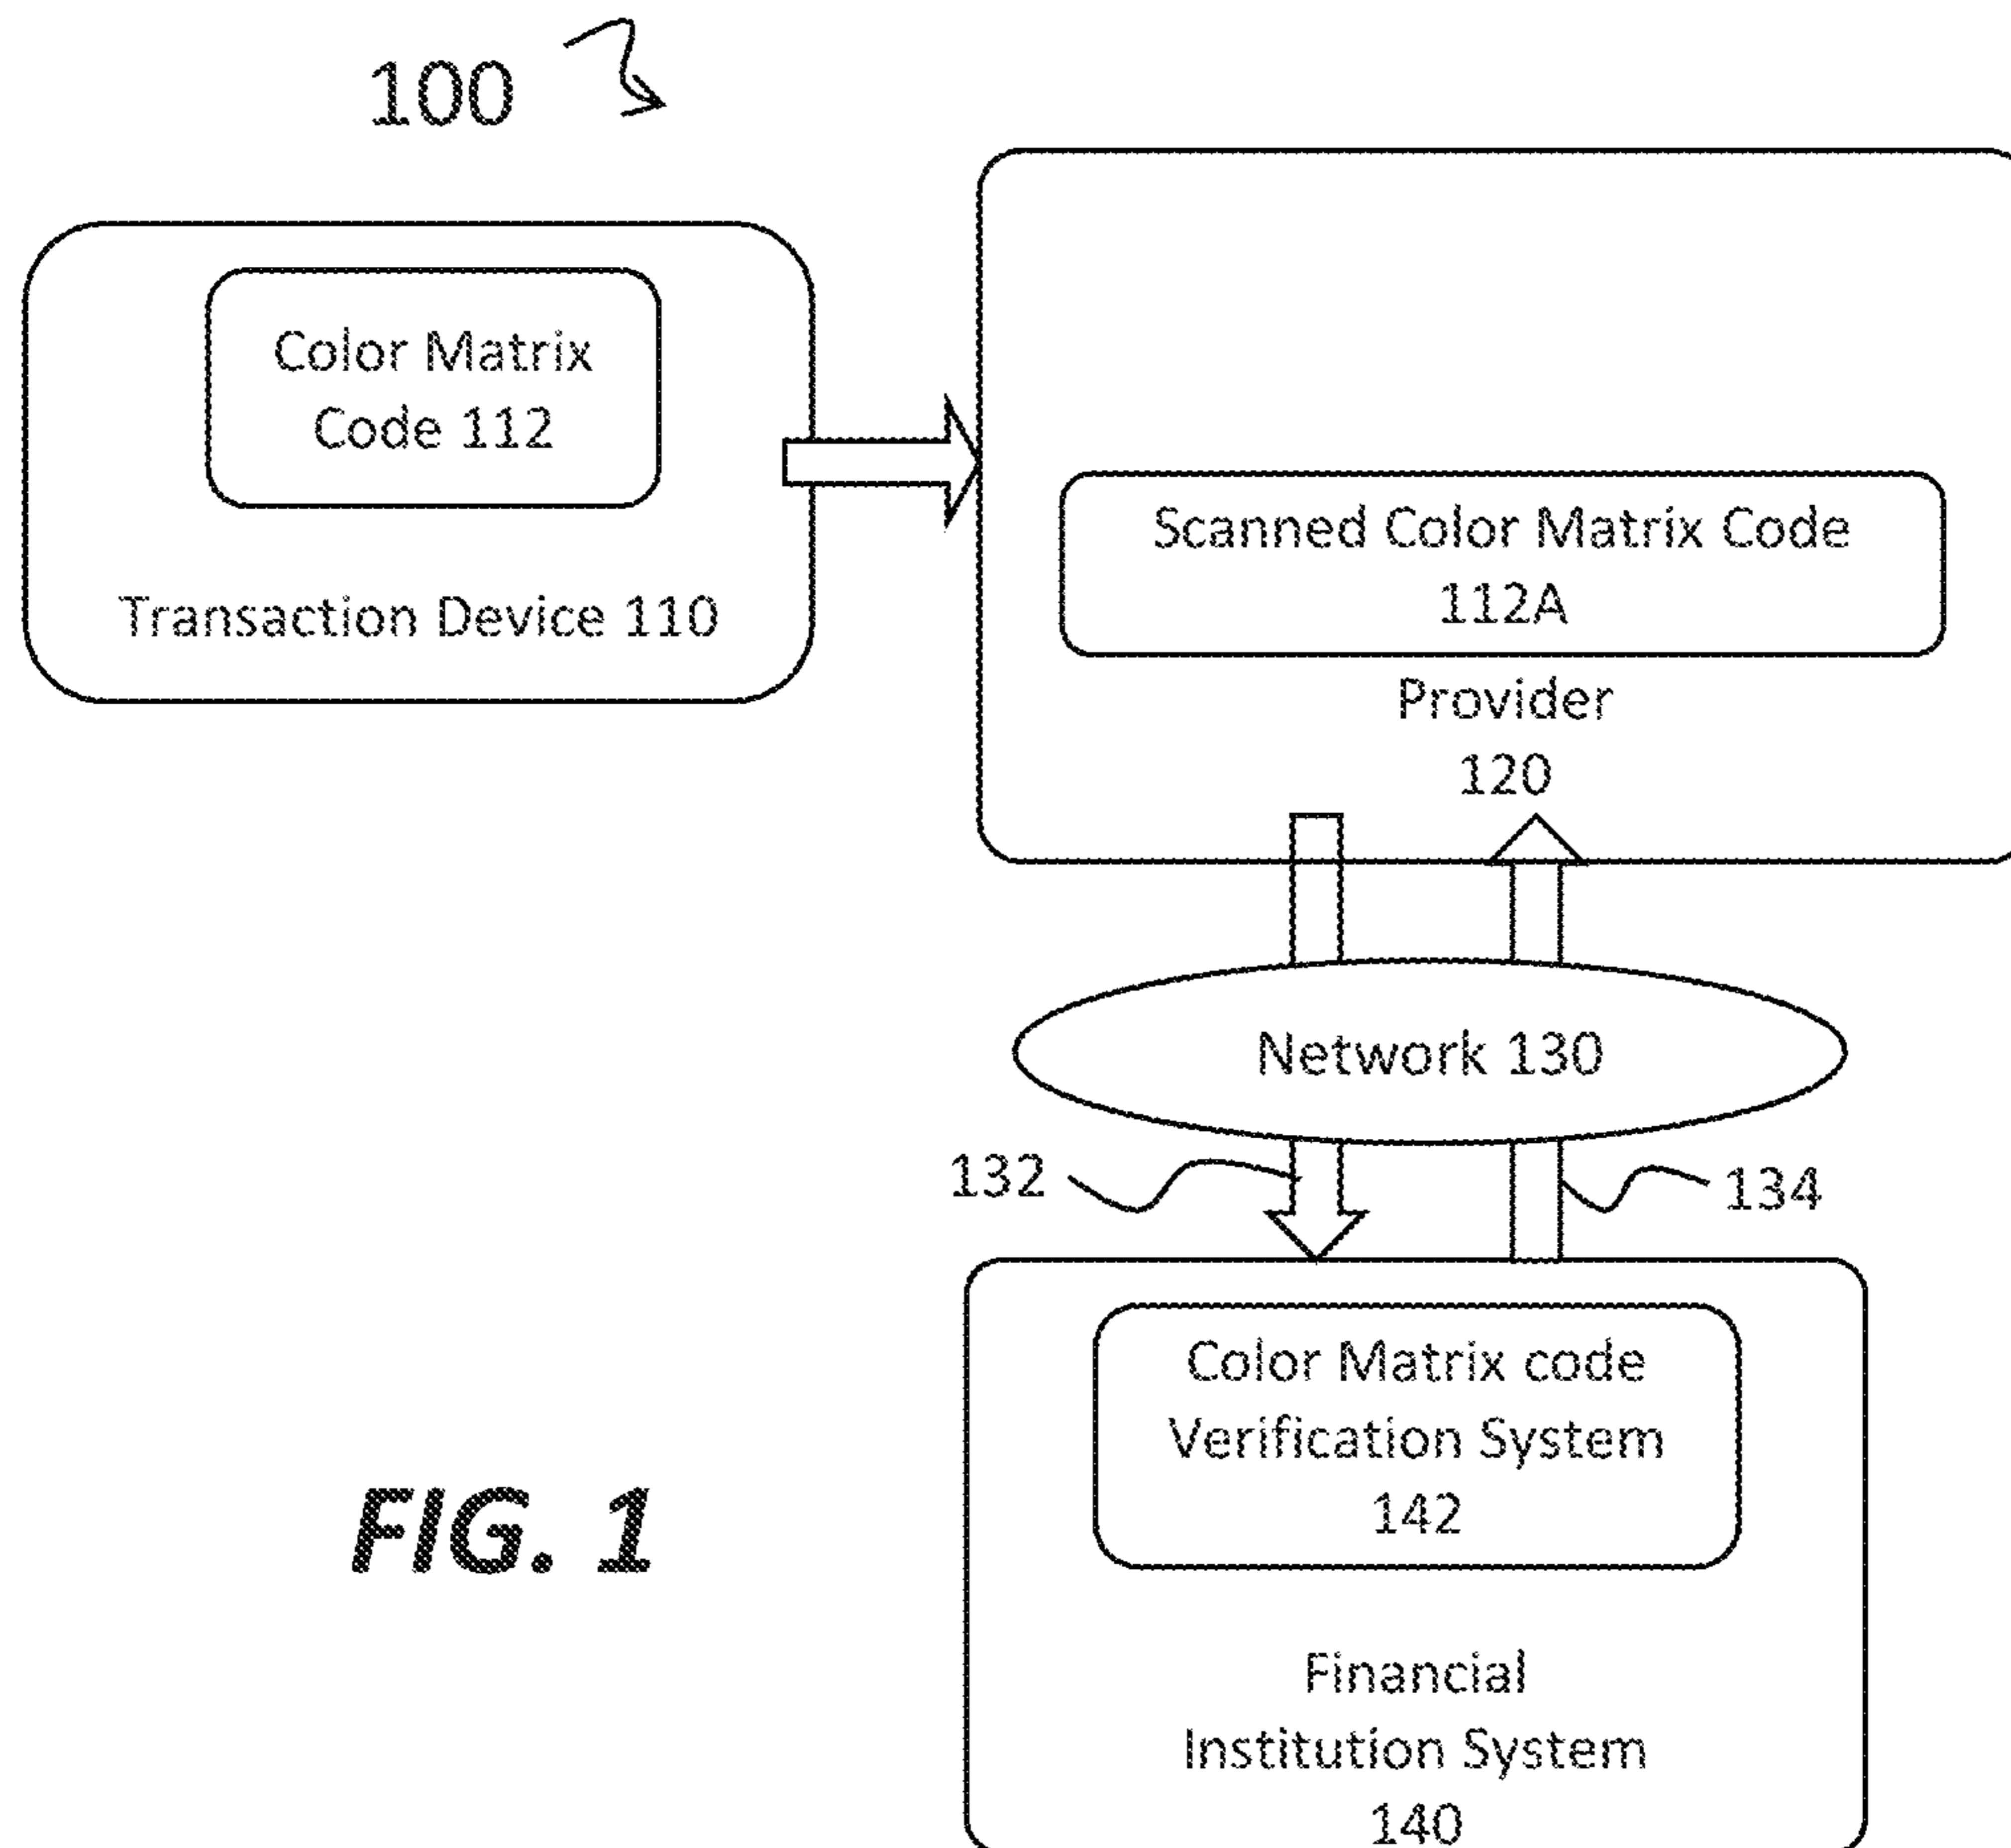 100
Color Matrix
Code 112
Transaction Device 110
Scanned Color Matrix Code
112A
Provider
120
Network 130
132
134
Color Matrix code
Verification System
142
Financial
Institution System
140
FIG. 1